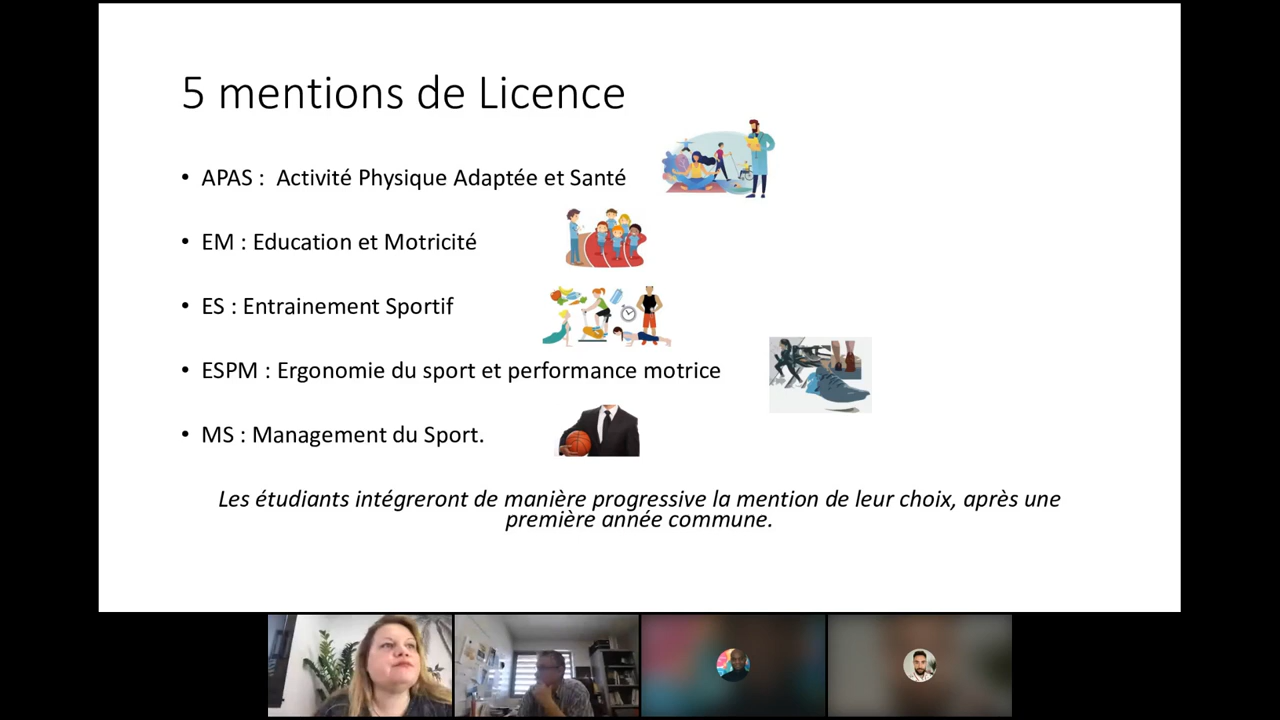 5 mentions de Licence
• APAS :  Activité Physique Adaptée et Santé
• EM : Education et Motricité
• ES : Entrainement Sportif
• ESPM : Ergonomie du sport et performance motrice
• MS : Management du Sport.
Les étudiants intégreront de manière progressive la mention de leur choix, après une
première année commune.